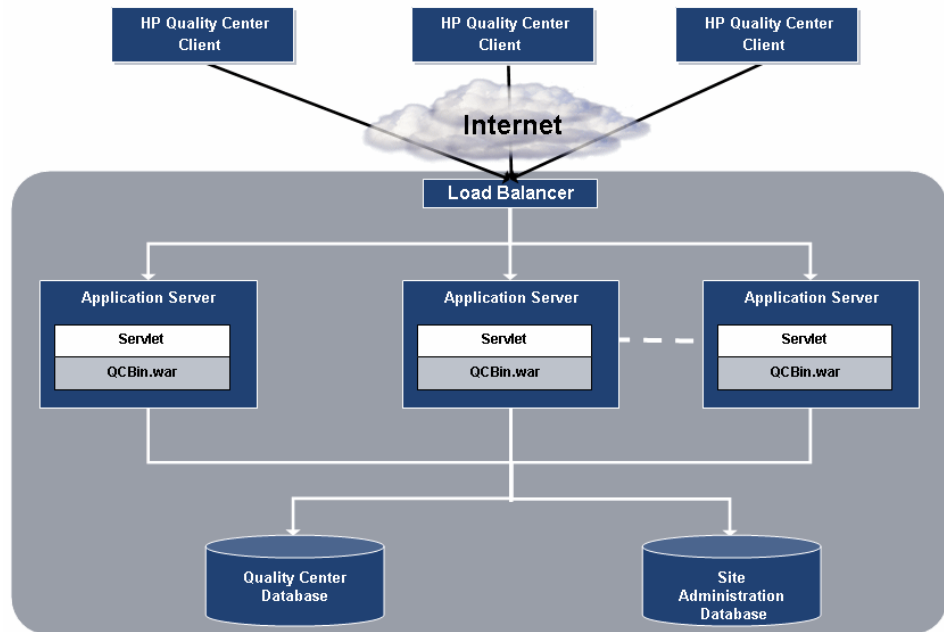 HP Quality Center
Client
HP Quality Center
Client
HP Quality Center
Client
Internet
Load Balancer
Application Server
Servlet
QCBin.war
Application Server
Servlet
QCBin.war
Application Server
Servlet
QCBin.war
Quality Center
Database
Site
Administration
Database